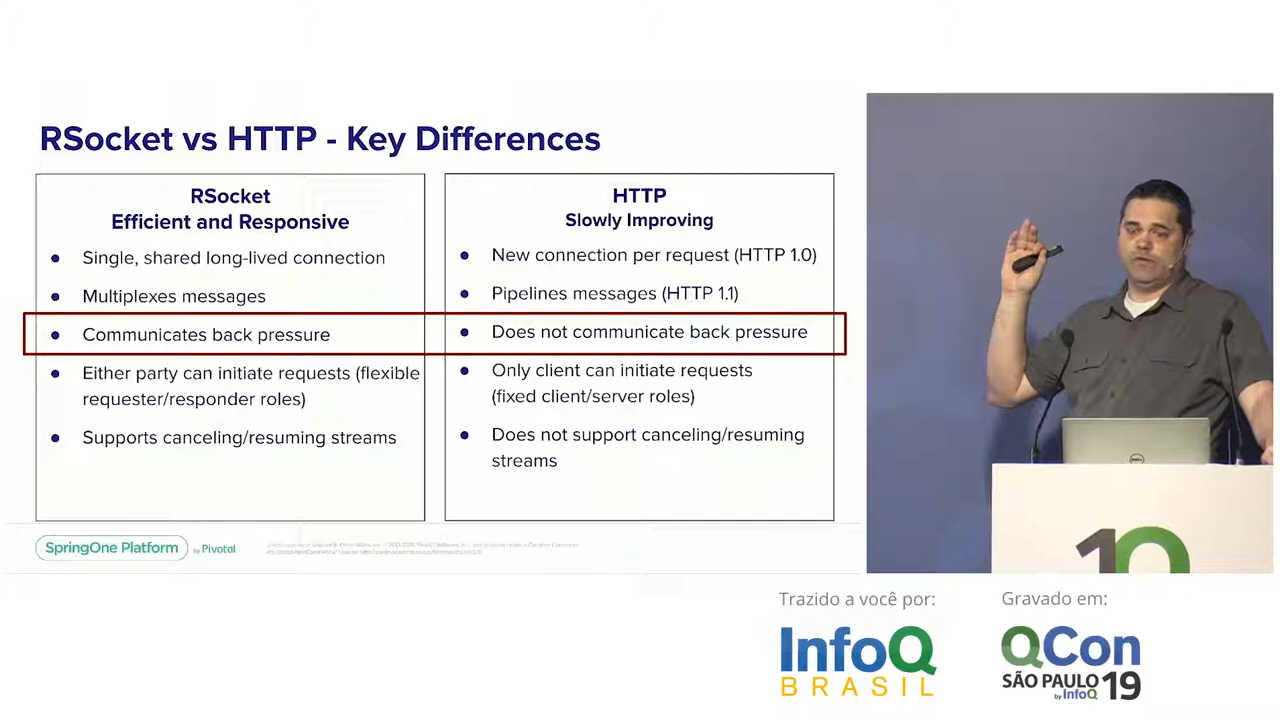 RSocket vs HTTP - Key Differences
RSocket
Efficient and Responsive
● Single, shared long-lived connection
● Multiplexes messages
● Communicates back pressure
● Either party can initiate requests (flexible
requester/responder roles)
● Supports canceling/resuming streams
HTTP
Slowly Improving
● New connection per request (HTTP 1.0)
● Pipelines messages (HTTP 1.1)
● Does not communicate back pressure
● Only client can initiate requests
(fixed client/server roles)
● Does not support canceling/resuming
streams
SpringOne Platform by Pivotal
DELL
10
Trazido a você por:
InfoQ
BRASIL
Gravado em:
QCon
SÃO PAULO 19
by InfoQ